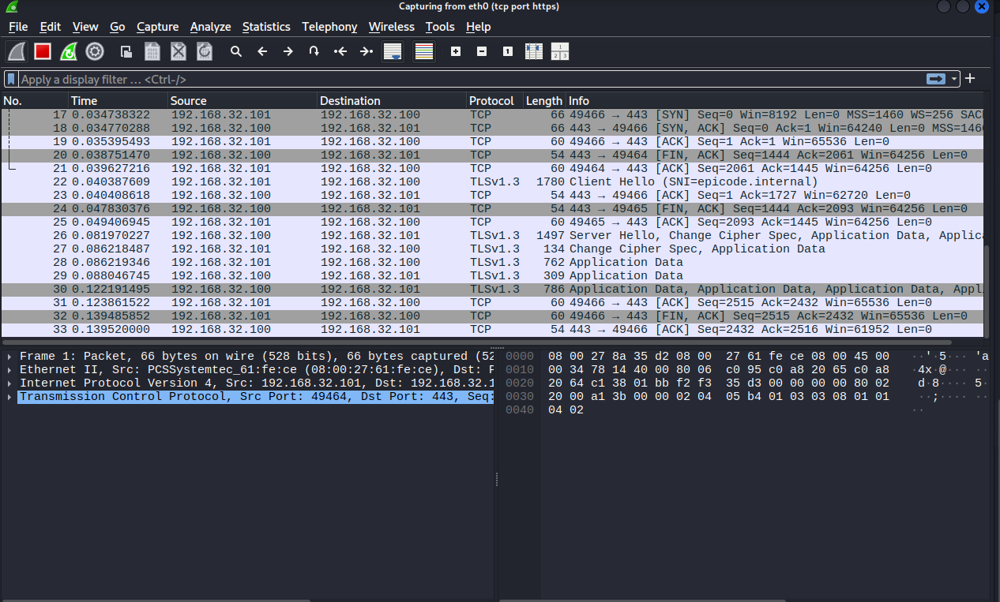 Capturing from eth0 (tcp port https)
File Edit View Go Capture Analyze Statistics Telephony Wireless Tools Help
Apply a display filter … <Ctrl-/>
No. Time Source Destination Protocol Length Info
17 0.034738322 192.168.32.101 192.168.32.100 TCP 66 49466 → 443 [SYN] Seq=0 Win=8192 Len=0 MSS=1460 WS=256 SAC
18 0.034770288 192.168.32.100 192.168.32.101 TCP 66 443 → 49466 [SYN, ACK] Seq=0 Ack=1 Win=64240 Len=0 MSS=146
19 0.035395493 192.168.32.101 192.168.32.100 TCP 60 49466 → 443 [ACK] Seq=1 Ack=1 Win=65536 Len=0
20 0.038751470 192.168.32.100 192.168.32.101 TCP 54 443 → 49464 [FIN, ACK] Seq=1444 Ack=2061 Win=64256 Len=0
21 0.039627216 192.168.32.101 192.168.32.100 TCP 60 49464 → 443 [ACK] Seq=2061 Ack=1445 Win=64256 Len=0
22 0.040387609 192.168.32.101 192.168.32.100 TLSv1.3 1780 Client Hello (SNI=epicode.internal)
23 0.040408618 192.168.32.100 192.168.32.101 TCP 54 443 → 49466 [ACK] Seq=1 Ack=1727 Win=62720 Len=0
24 0.047830376 192.168.32.100 192.168.32.101 TCP 54 443 → 49465 [FIN, ACK] Seq=1444 Ack=2093 Win=64256 Len=0
25 0.049406945 192.168.32.101 192.168.32.100 TCP 60 49465 → 443 [ACK] Seq=2093 Ack=1445 Win=64256 Len=0
26 0.081970227 192.168.32.100 192.168.32.101 TLSv1.3 1497 Server Hello, Change Cipher Spec, Application Data, Applic
27 0.086218487 192.168.32.101 192.168.32.100 TLSv1.3 134 Change Cipher Spec, Application Data
28 0.086219346 192.168.32.101 192.168.32.100 TLSv1.3 762 Application Data
29 0.088046745 192.168.32.100 192.168.32.101 TLSv1.3 309 Application Data
30 0.122191495 192.168.32.100 192.168.32.101 TLSv1.3 786 Application Data, Application Data, Application Data, Appl
31 0.123861522 192.168.32.101 192.168.32.100 TCP 60 49466 → 443 [ACK] Seq=2515 Ack=2432 Win=65536 Len=0
32 0.139485852 192.168.32.101 192.168.32.100 TCP 60 49466 → 443 [FIN, ACK] Seq=2515 Ack=2432 Win=65536 Len=0
33 0.139520000 192.168.32.100 192.168.32.101 TCP 54 443 → 49466 [ACK] Seq=2432 Ack=2516 Win=61952 Len=0
Frame 1: Packet, 66 bytes on wire (528 bits), 66 bytes captured (52
Ethernet II, Src: PCSSystemtec_61:fe:ce (08:00:27:61:fe:ce), Dst: P
Internet Protocol Version 4, Src: 192.168.32.101, Dst: 192.168.32.1
Transmission Control Protocol, Src Port: 49464, Dst Port: 443, Seq:
0000 08 00 27 8a 35 d2 08 00 27 61 fe ce 08 00 45 00 ··'·5··· 'a
0010 00 34 78 14 40 00 80 06 c0 95 c0 a8 20 65 c0 a8 ·4x·@··· ··
0020 20 64 c1 38 01 bb f2 f3 35 d3 00 00 00 00 80 02 d·8···· 5·
0030 20 00 a1 3b 00 00 02 04 05 b4 01 03 03 08 01 01 ··;···· ··
0040 04 02 ··